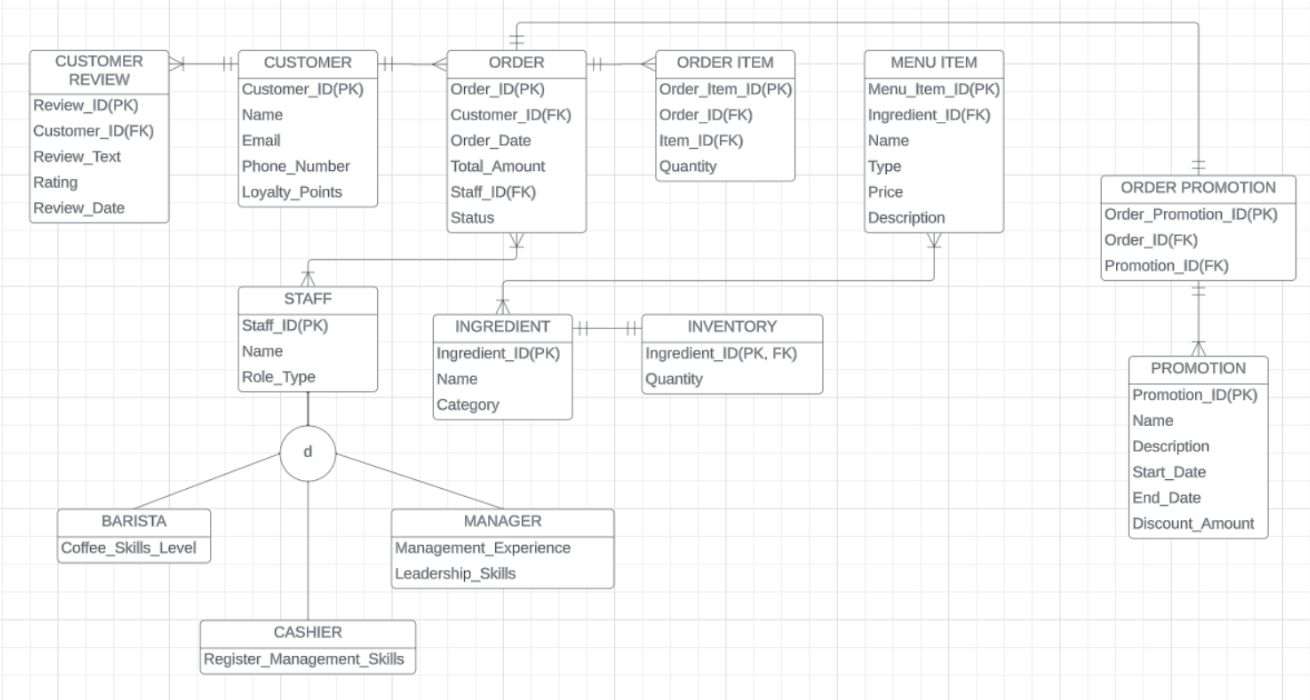 CUSTOMER
REVIEW
Review_ID(PK)
Customer_ID(FK)
Review_Text
Rating
Review_Date
CUSTOMER
Customer_ID(PK)
Name
Email
Phone_Number
Loyalty_Points
ORDER
Order_ID(PK)
Customer_ID(FK)
Order_Date
Total_Amount
Staff_ID(FK)
Status
ORDER ITEM
Order_Item_ID(PK)
Order_ID(FK)
Item_ID(FK)
Quantity
MENU ITEM
Menu_Item_ID(PK)
Ingredient_ID(FK)
Name
Type
Price
Description
ORDER PROMOTION
Order_Promotion_ID(PK)
Order_ID(FK)
Promotion_ID(FK)
STAFF
Staff_ID(PK)
Name
Role_Type
INGREDIENT
Ingredient_ID(PK)
Name
Category
INVENTORY
Ingredient_ID(PK, FK)
Quantity
PROMOTION
Promotion_ID(PK)
Name
Description
Start_Date
End_Date
Discount_Amount
d
BARISTA
Coffee_Skills_Level
MANAGER
Management_Experience
Leadership_Skills
CASHIER
Register_Management_Skills